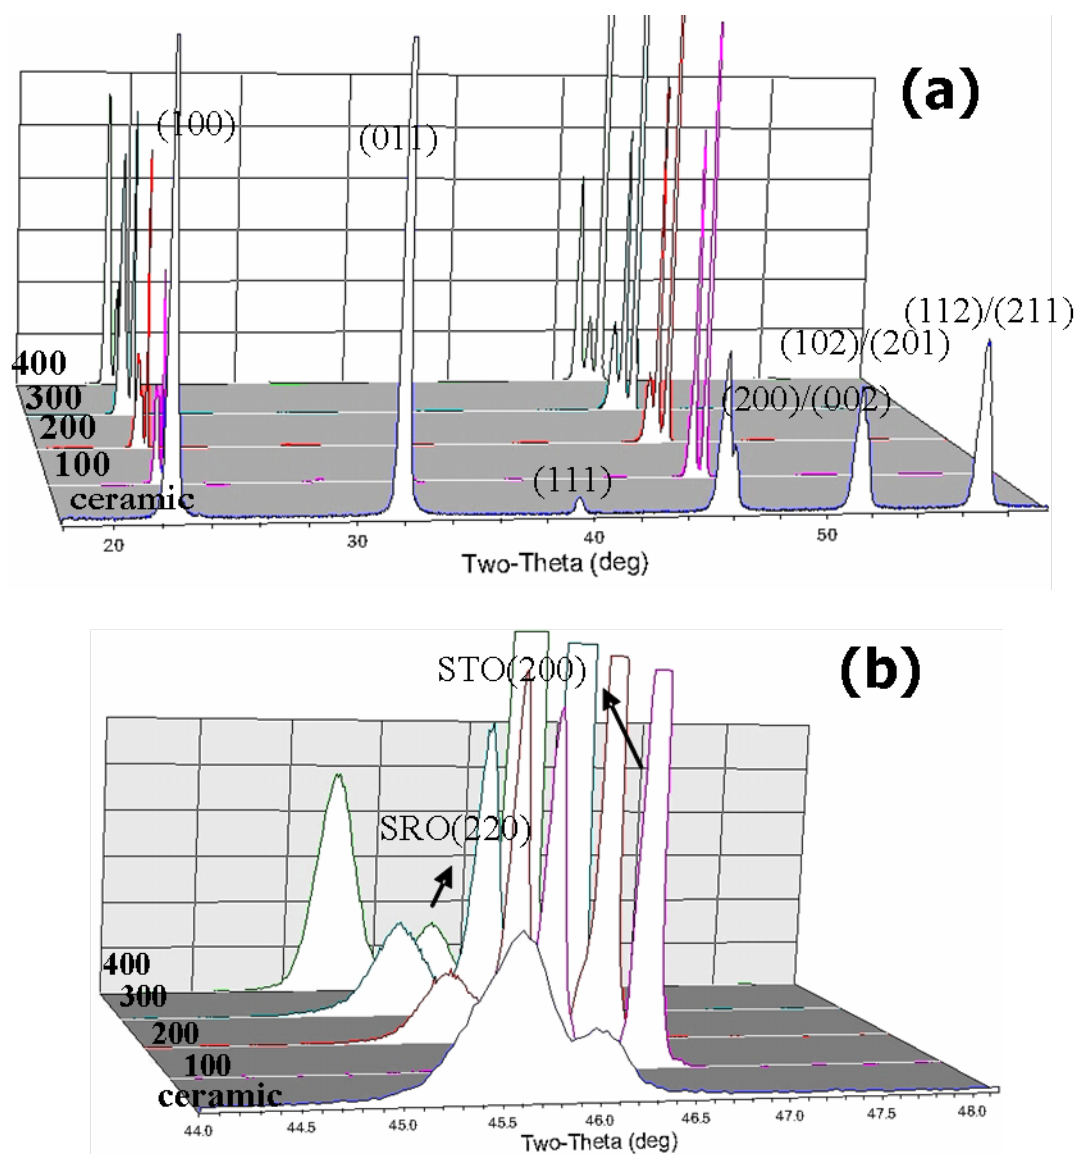 (a)
(100)
(011)
(112)/(211)
(102)/(201)
400
300
(200)/(002)
200
100
(111)
ceramic
20 30 40 50
Two-Theta (deg)
(b)
STO(200)
SRO(220)
400
300
200
100
ceramic
44.0 44.5 45.0 45.5 46.0 46.5 47.0 47.5 48.0
Two-Theta (deg)